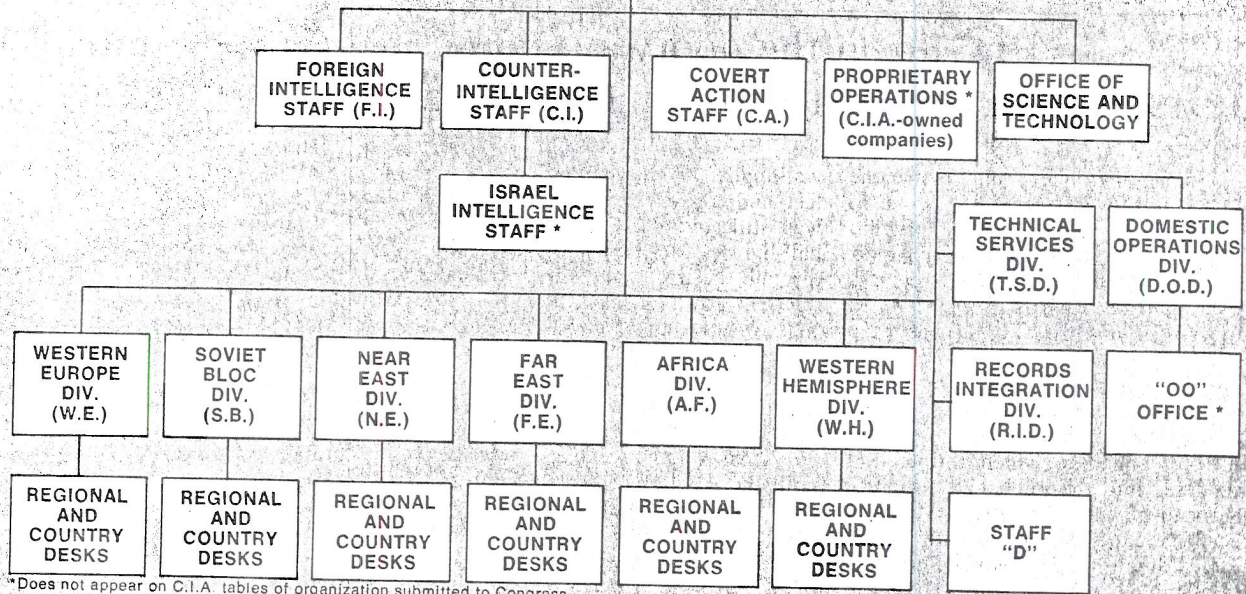 FOREIGN
INTELLIGENCE
STAFF (F.I.)
COUNTER-
INTELLIGENCE
STAFF (C.I.)
COVERT
ACTION
STAFF (C.A.)
PROPRIETARY
OPERATIONS *
(C.I.A.-owned
companies)
OFFICE OF
SCIENCE AND
TECHNOLOGY
ISRAEL
INTELLIGENCE
STAFF *
TECHNICAL
SERVICES
DIV.
(T.S.D.)
DOMESTIC
OPERATIONS
DIV.
(D.O.D.)
WESTERN
EUROPE
DIV.
(W.E.)
SOVIET
BLOC
DIV.
(S.B.)
NEAR
EAST
DIV.
(N.E.)
FAR
EAST
DIV.
(F.E.)
AFRICA
DIV.
(A.F.)
WESTERN
HEMISPHERE
DIV.
(W.H.)
RECORDS
INTEGRATION
DIV.
(R.I.D.)
"OO"
OFFICE *
REGIONAL
AND
COUNTRY
DESKS
REGIONAL
AND
COUNTRY
DESKS
REGIONAL
AND
COUNTRY
DESKS
REGIONAL
AND
COUNTRY
DESKS
REGIONAL
AND
COUNTRY
DESKS
REGIONAL
AND
COUNTRY
DESKS
STAFF
"D"
*Does not appear on C.I.A. tables of organization submitted to Congress